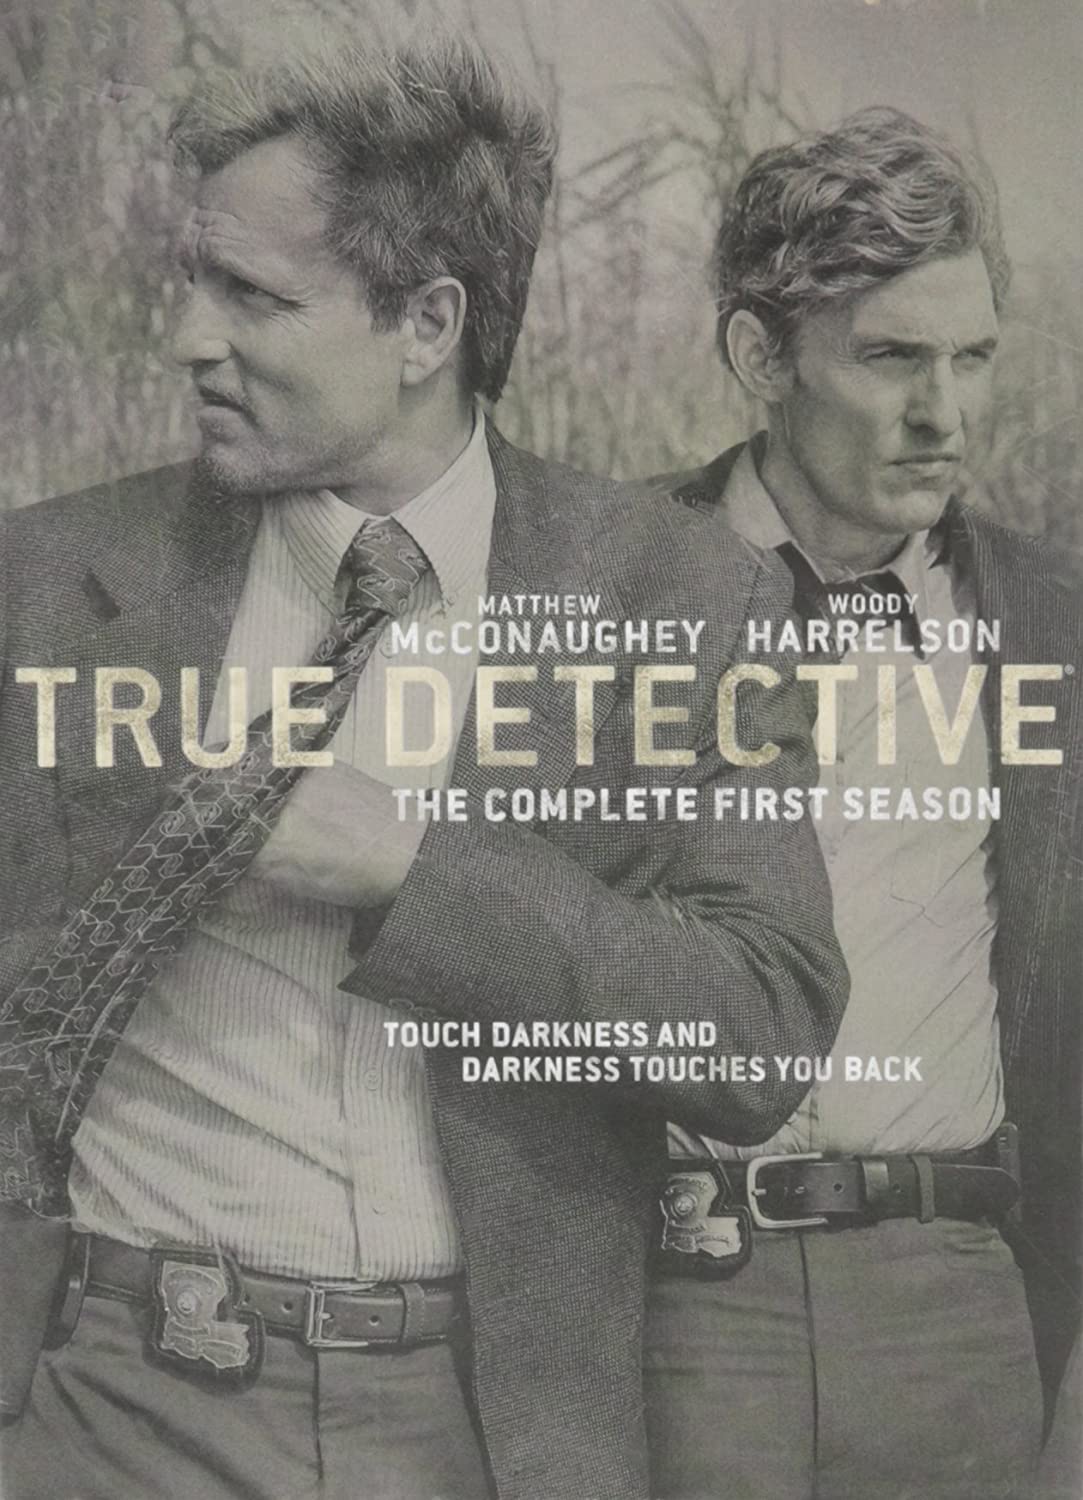 MATTHEW
McCONAUGHEY
WOODY
HARRELSON
TRUE DETECTIVE®
THE COMPLETE FIRST SEASON
TOUCH DARKNESS AND
DARKNESS TOUCHES YOU BACK